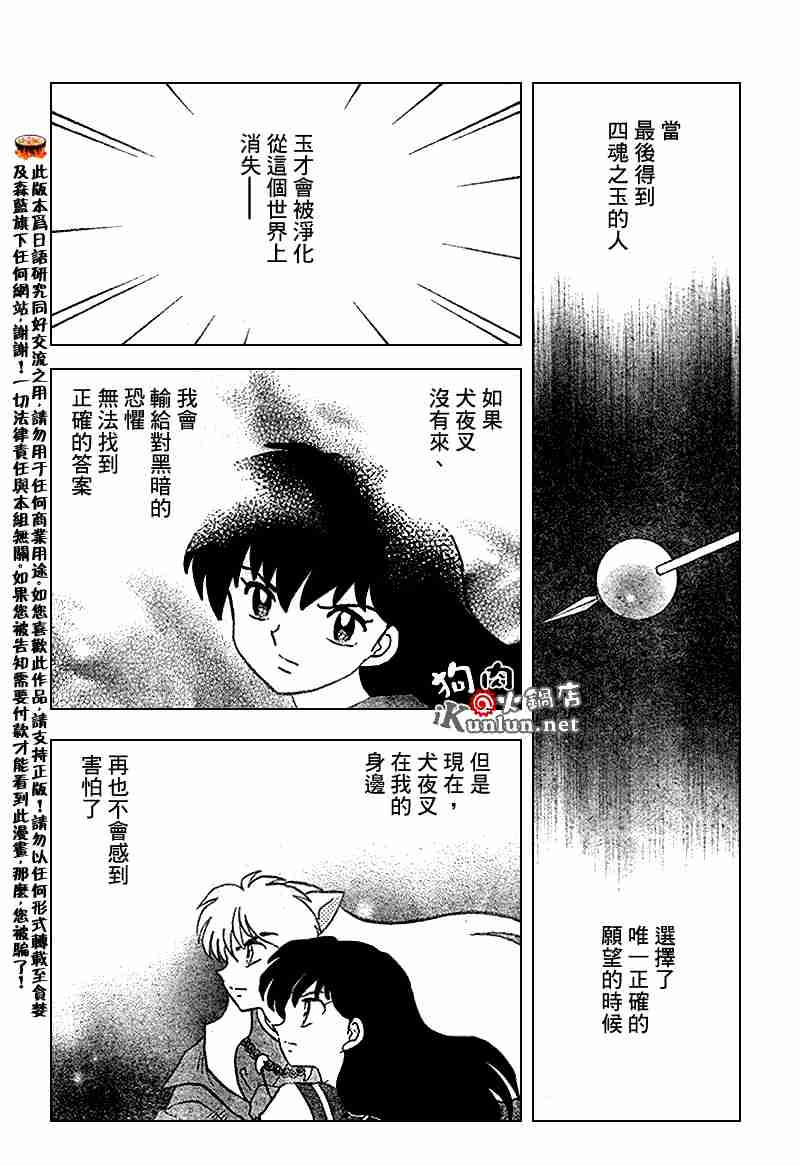 當
最後得到
四魂之玉的人
選擇了
唯一正確的
願望的時候
玉才會被淨化
從這個世界上
消失——
如果
犬夜叉
沒有來、
我會
輸給對黑暗的
恐懼
無法找到
正確的答案
但是
現在，
犬夜叉
在我的
身邊
再也不會感到
害怕了
狗肉火鍋店
iKunlun.net
此版本爲日語研究同好交流之用，請勿用于任何商業用途。如您喜歡此作品，請支持正版！請勿以任何形式轉載至貪婪
及森藍旗下任何網站，謝謝！一切法律責任與本組無關。如果您被告知需要付款才能看到此漫畫，那麼，您被騙了！